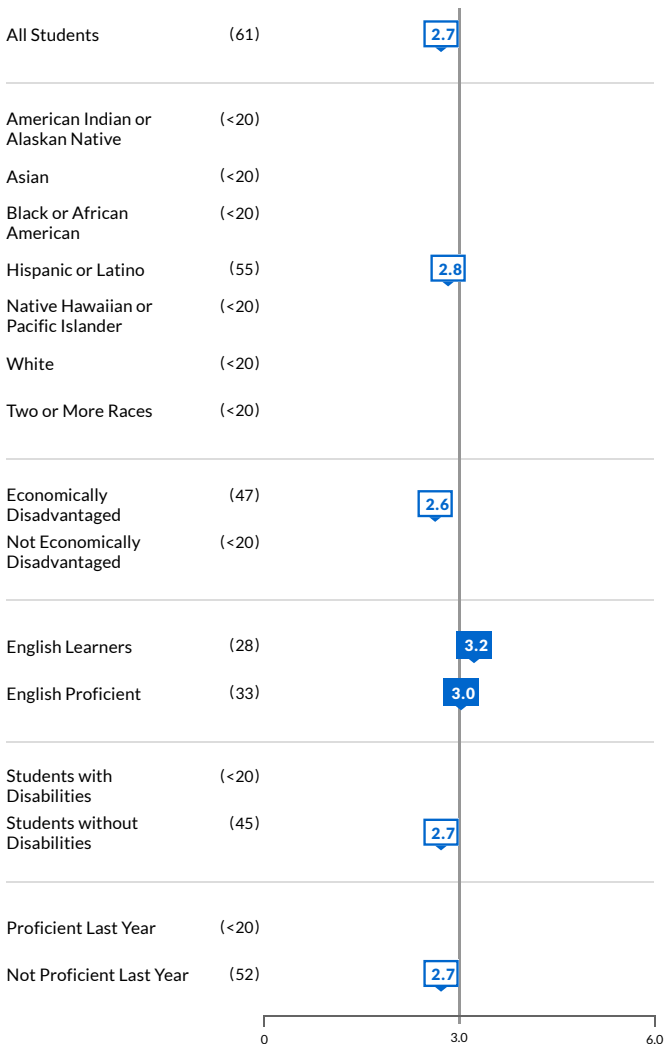 All Students (61) 2.7
American Indian or (<20)
Alaskan Native
Asian (<20)
Black or African (<20)
American
Hispanic or Latino (55) 2.8
Native Hawaiian or (<20)
Pacific Islander
White (<20)
Two or More Races (<20)
Economically (47) 2.6
Disadvantaged
Not Economically (<20)
Disadvantaged
English Learners (28) 3.2
English Proficient (33) 3.0
Students with (<20)
Disabilities
Students without (45) 2.7
Disabilities
Proficient Last Year (<20)
Not Proficient Last Year (52) 2.7
0 3.0 6.0